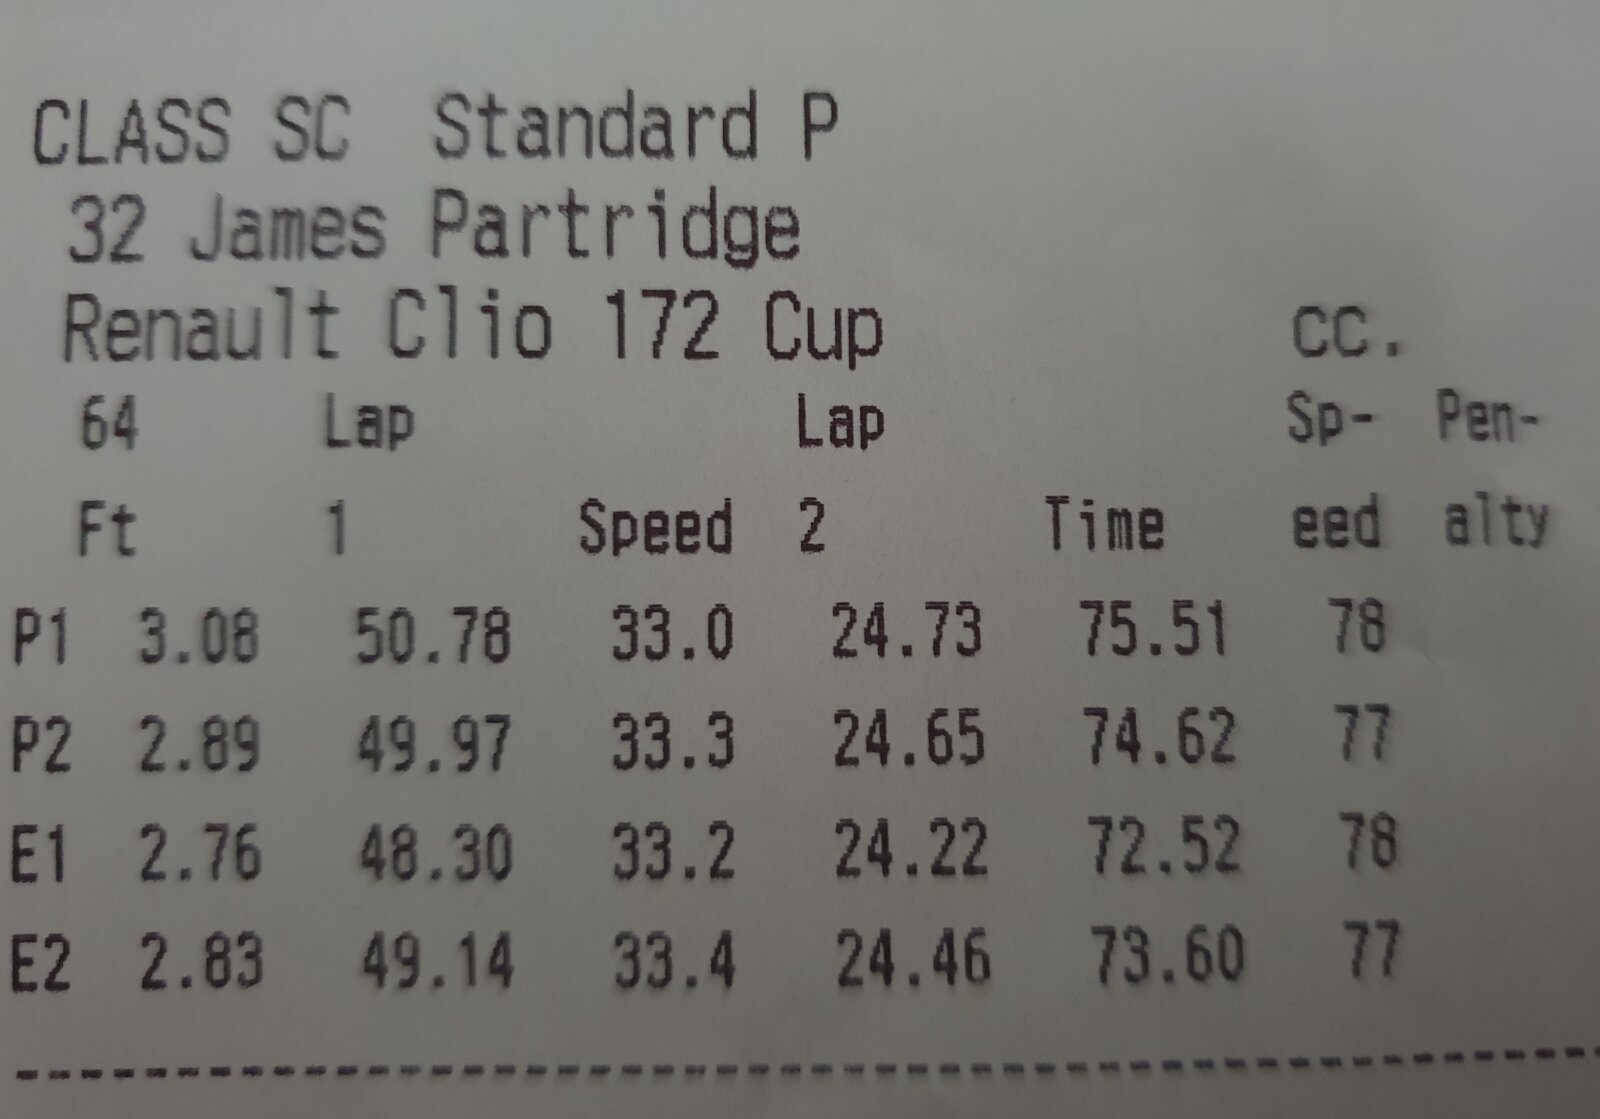 CLASS SC Standard P
32 James Partridge
Renault Clio 172 Cup CC.
64 Lap Lap Sp- Pen-
Ft 1 Speed 2 Time eed alty
P1 3.08 50.78 33.0 24.73 75.51 78
P2 2.89 49.97 33.3 24.65 74.62 77
E1 2.76 48.30 33.2 24.22 72.52 78
E2 2.83 49.14 33.4 24.46 73.60 77